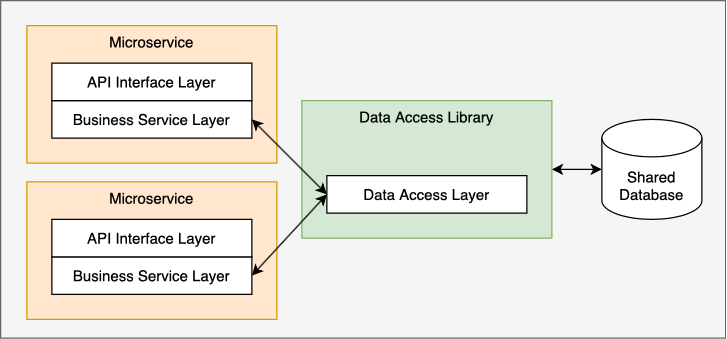 Microservice
API Interface Layer
Business Service Layer
Data Access Library
Data Access Layer
Shared
Database
Microservice
API Interface Layer
Business Service Layer